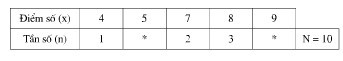 Điểm số (x) 4 5 7 8 9
Tần số (n) 1 * 2 3 * N = 10